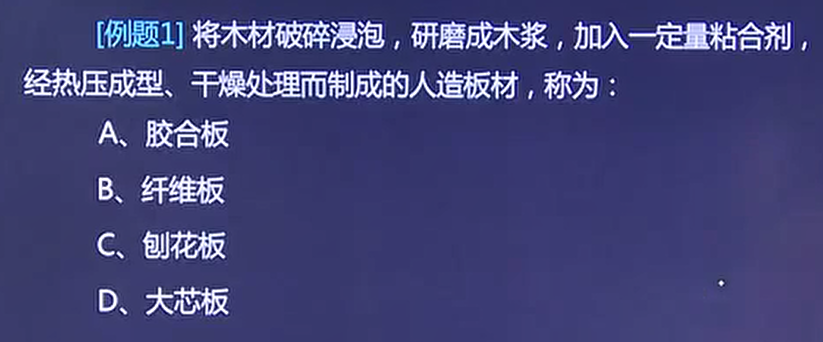 [例题1] 将木材破碎浸泡，研磨成木浆，加入一定量粘合剂，
经热压成型、干燥处理而制成的人造板材，称为：
A、胶合板
B、纤维板
C、刨花板
D、大芯板